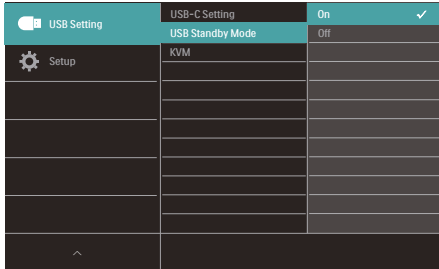 USB Setting
Setup
USB-C Setting
USB Standby Mode
KVM
On
Off